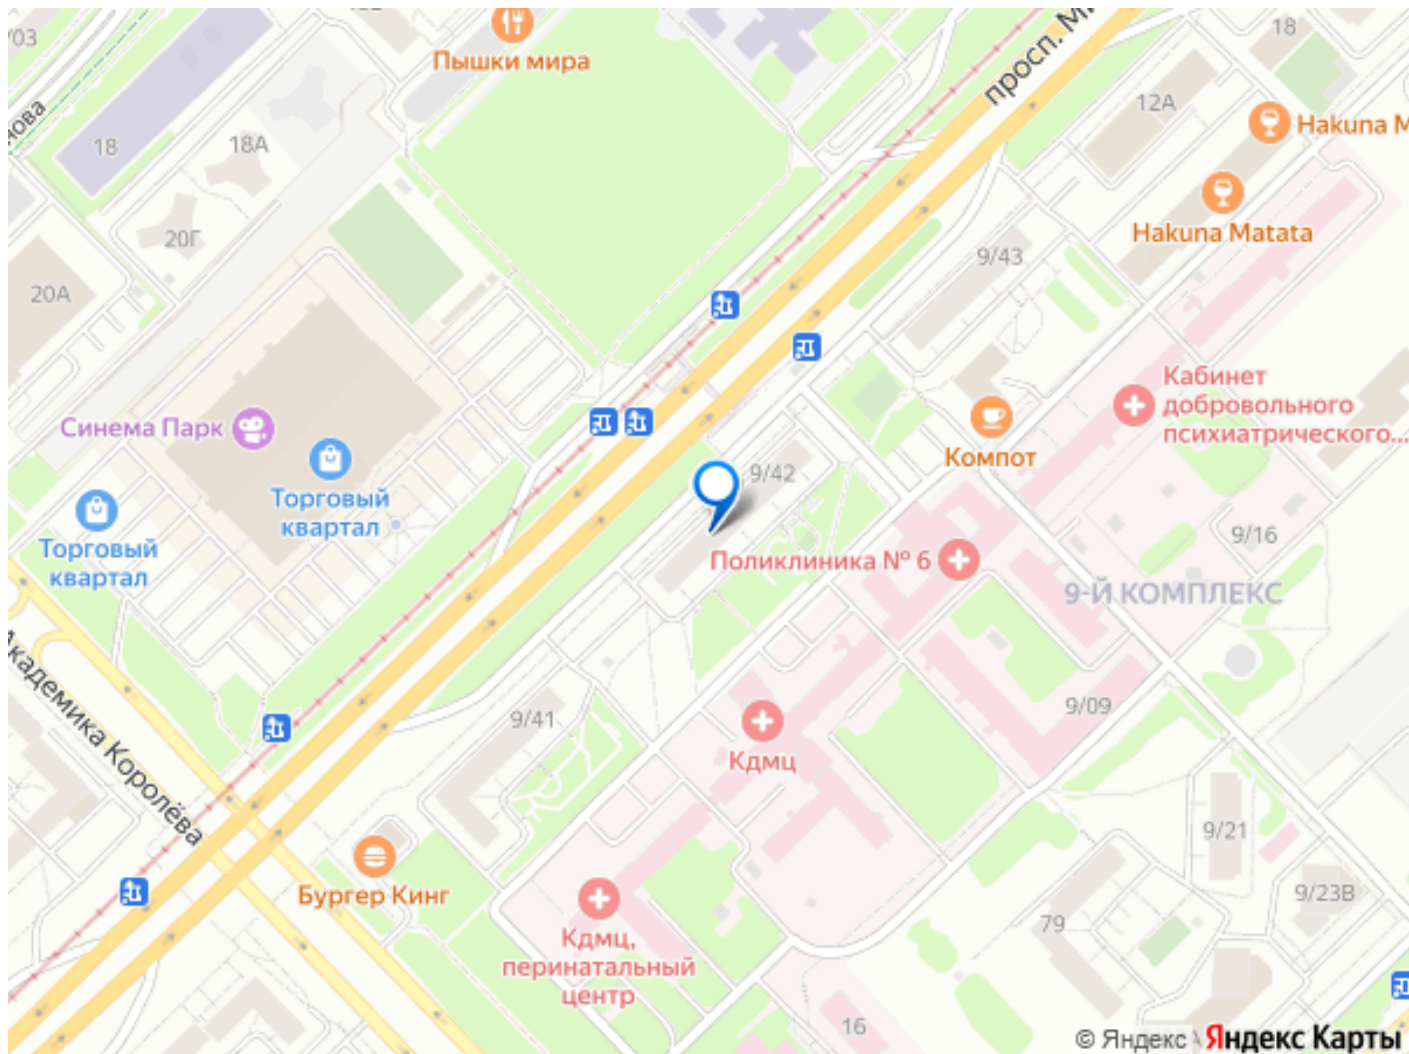 /03
Пышки мира
просп. Ми
18
12А
Hakuna M
18
18А
20Г
Hakuna Matata
9/43
20А
Кабинет
добровольного
психиатрического...
Синема Парк
Торговый
квартал
Компот
9/42
Торговый
квартал
9/16
Поликлиника № 6
9-Й КОМПЛЕКС
Академика Королёва
9/41
9/09
Кдмц
9/21
Бургер Кинг
9/23В
79
Кдмц,
перинатальный
центр
16
© Яндекс
Яндекс Карты